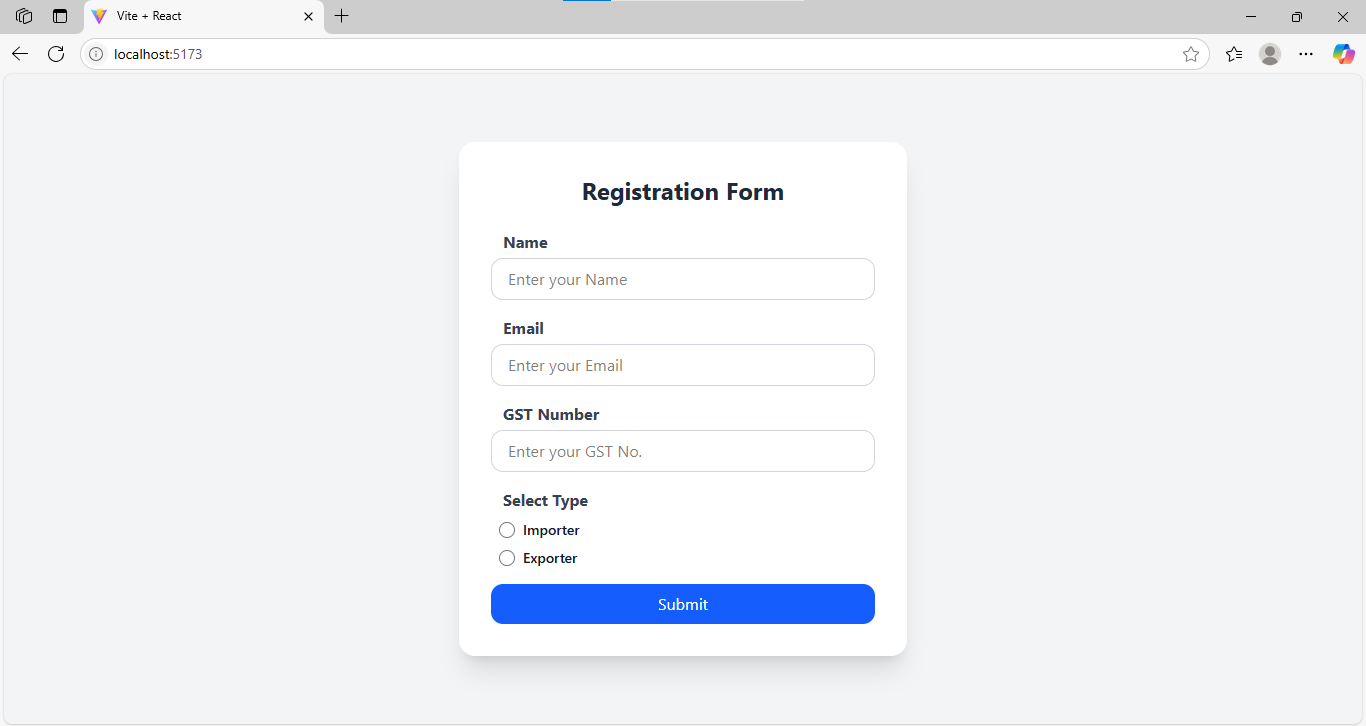 Vite + React
localhost:5173
Registration Form
Name
Enter your Name
Email
Enter your Email
GST Number
Enter your GST No.
Select Type
Importer
Exporter
Submit